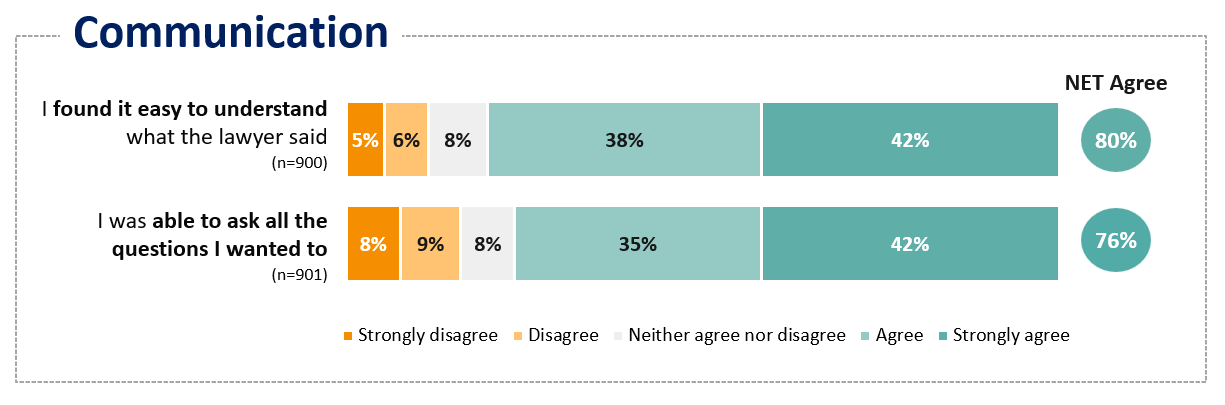 Communication
NET Agree
I found it easy to understand
what the lawyer said
(n=900)
5% 6% 8% 38% 42% 80%
I was able to ask all the
questions I wanted to
(n=901)
8% 9% 8% 35% 42% 76%
Strongly disagree Disagree Neither agree nor disagree Agree Strongly agree